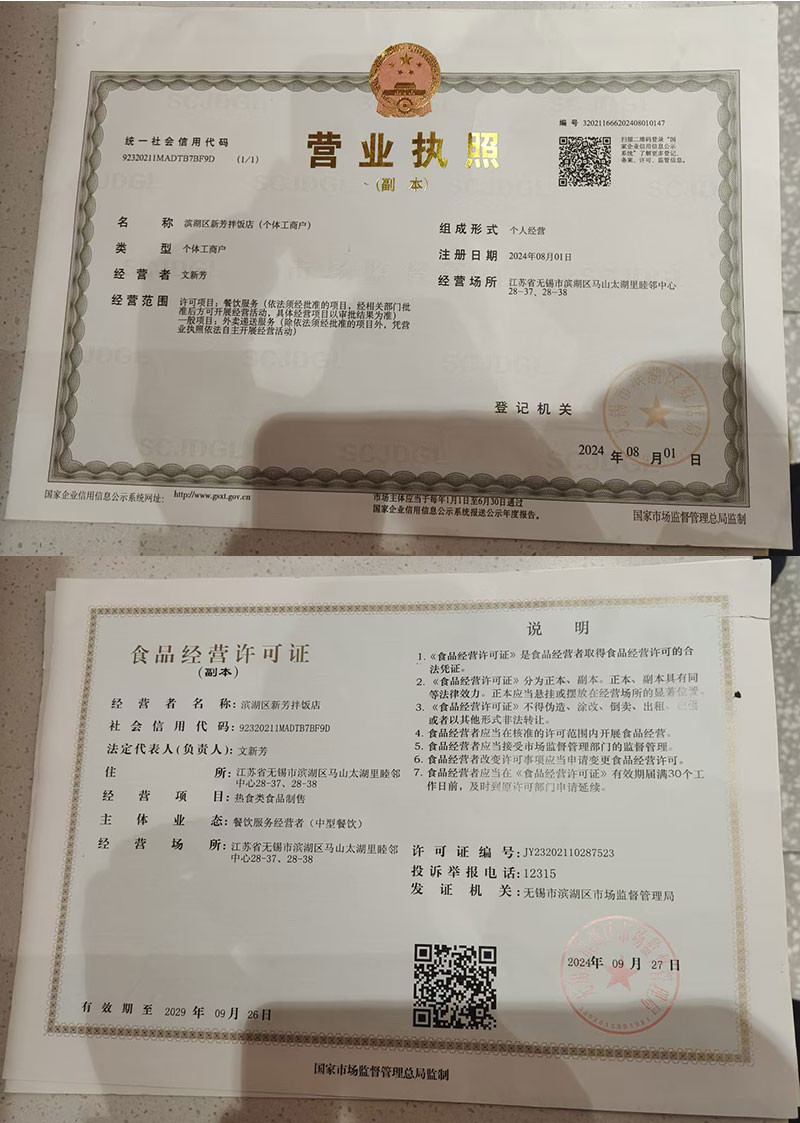 编 号 320211666202408010147
统一社会信用代码
92320211MADTB7BF9D (1/1)
营业执照
(副 本)
扫描二维码登录“国
家企业信用信息公示
系统”了解更多登记、
备案、许可、监管信息。
名 称 滨湖区新芳拌饭店（个体工商户）
类 型 个体工商户
经 营 者 文新芳
经营范围 许可项目：餐饮服务（依法须经批准的项目，经相关部门批
准后方可开展经营活动，具体经营项目以审批结果为准）
一般项目：外卖递送服务（除依法须经批准的项目外，凭营
业执照依法自主开展经营活动）
组成形式 个人经营
注册日期 2024年08月01日
经营场所 江苏省无锡市滨湖区马山太湖里睦邻中心
28-37、28-38
登记机关
2024 年 08 月 01 日
国家企业信用信息公示系统网址： http://www.gsxt.gov.cn
市场主体应当于每年1月1日至6月30日通过
国家企业信用信息公示系统报送公示年度报告。
国家市场监督管理总局监制
食品经营许可证
(副本)
经 营 者 名 称：滨湖区新芳拌饭店
社 会 信 用 代 码：92320211MADTB7BF9D
法定代表人(负责人)：文新芳
住 所：江苏省无锡市滨湖区马山太湖里睦邻
中心28-37、28-38
经 营 项 目：热食类食品制售
主 体 业 态：餐饮服务经营者（中型餐饮）
经 营 场 所：江苏省无锡市滨湖区马山太湖里睦邻
中心28-37、28-38
有 效 期 至 2029 年 09 月 26 日
说 明
1. 《食品经营许可证》是食品经营者取得食品经营许可的合
法凭证。
2. 《食品经营许可证》分为正本、副本。正本、副本具有同
等法律效力。正本应当悬挂或摆放在经营场所的显著位置。
3. 《食品经营许可证》不得伪造、涂改、倒卖、出租、出借
或者以其他形式非法转让。
4. 食品经营者应当在核准的许可范围内开展食品经营。
5. 食品经营者应当接受市场监督管理部门的监督管理。
6. 食品经营者改变许可事项应当申请变更食品经营许可。
7. 食品经营者应当在《食品经营许可证》有效期届满30个工
作日前，及时到原许可部门申请延续。
许 可 证 编 号：JY23202110287523
投 诉 举 报 电 话：12315
发 证 机 关：无锡市滨湖区市场监督管理局
2024年 09 月 27 日
国家市场监督管理总局监制